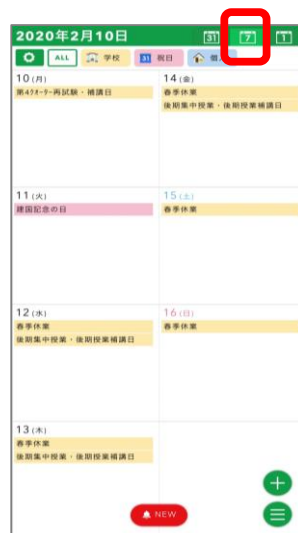 2020年2月10日 31 7 1
ALL 学校 31 祝日 個
10 (月)
第4クオーター再試験・補講日
14 (金)
春季休業
後期集中授業・後期授業補講日
11 (火)
建国記念の日
15 (土)
春季休業
12 (水)
春季休業
後期集中授業・後期授業補講日
16 (日)
春季休業
13 (木)
春季休業
後期集中授業・後期授業補講日
NEW